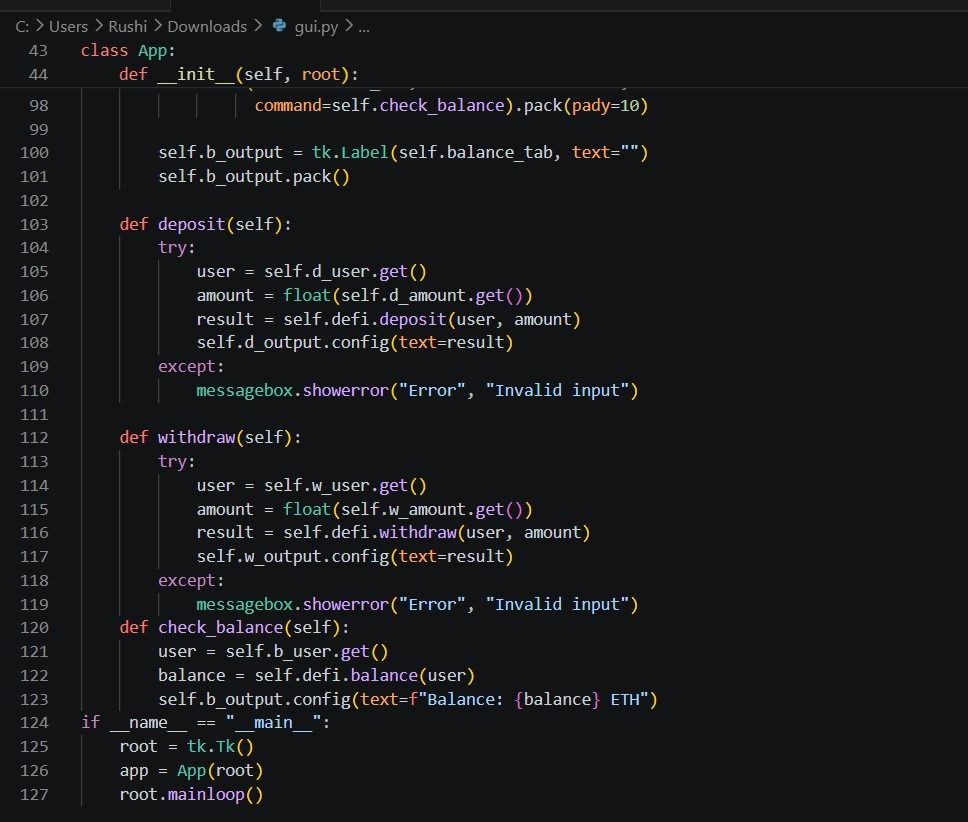 C: > Users > Rushi > Downloads > gui.py > ...
43 class App:
44     def __init__(self, root):
98                   command=self.check_balance).pack(pady=10)
99
100         self.b_output = tk.Label(self.balance_tab, text="")
101         self.b_output.pack()
102
103     def deposit(self):
104         try:
105             user = self.d_user.get()
106             amount = float(self.d_amount.get())
107             result = self.defi.deposit(user, amount)
108             self.d_output.config(text=result)
109         except:
110             messagebox.showerror("Error", "Invalid input")
111
112     def withdraw(self):
113         try:
114             user = self.w_user.get()
115             amount = float(self.w_amount.get())
116             result = self.defi.withdraw(user, amount)
117             self.w_output.config(text=result)
118         except:
119             messagebox.showerror("Error", "Invalid input")
120     def check_balance(self):
121         user = self.b_user.get()
122         balance = self.defi.balance(user)
123         self.b_output.config(text=f"Balance: {balance} ETH")
124 if __name__ == "__main__":
125     root = tk.Tk()
126     app = App(root)
127     root.mainloop()